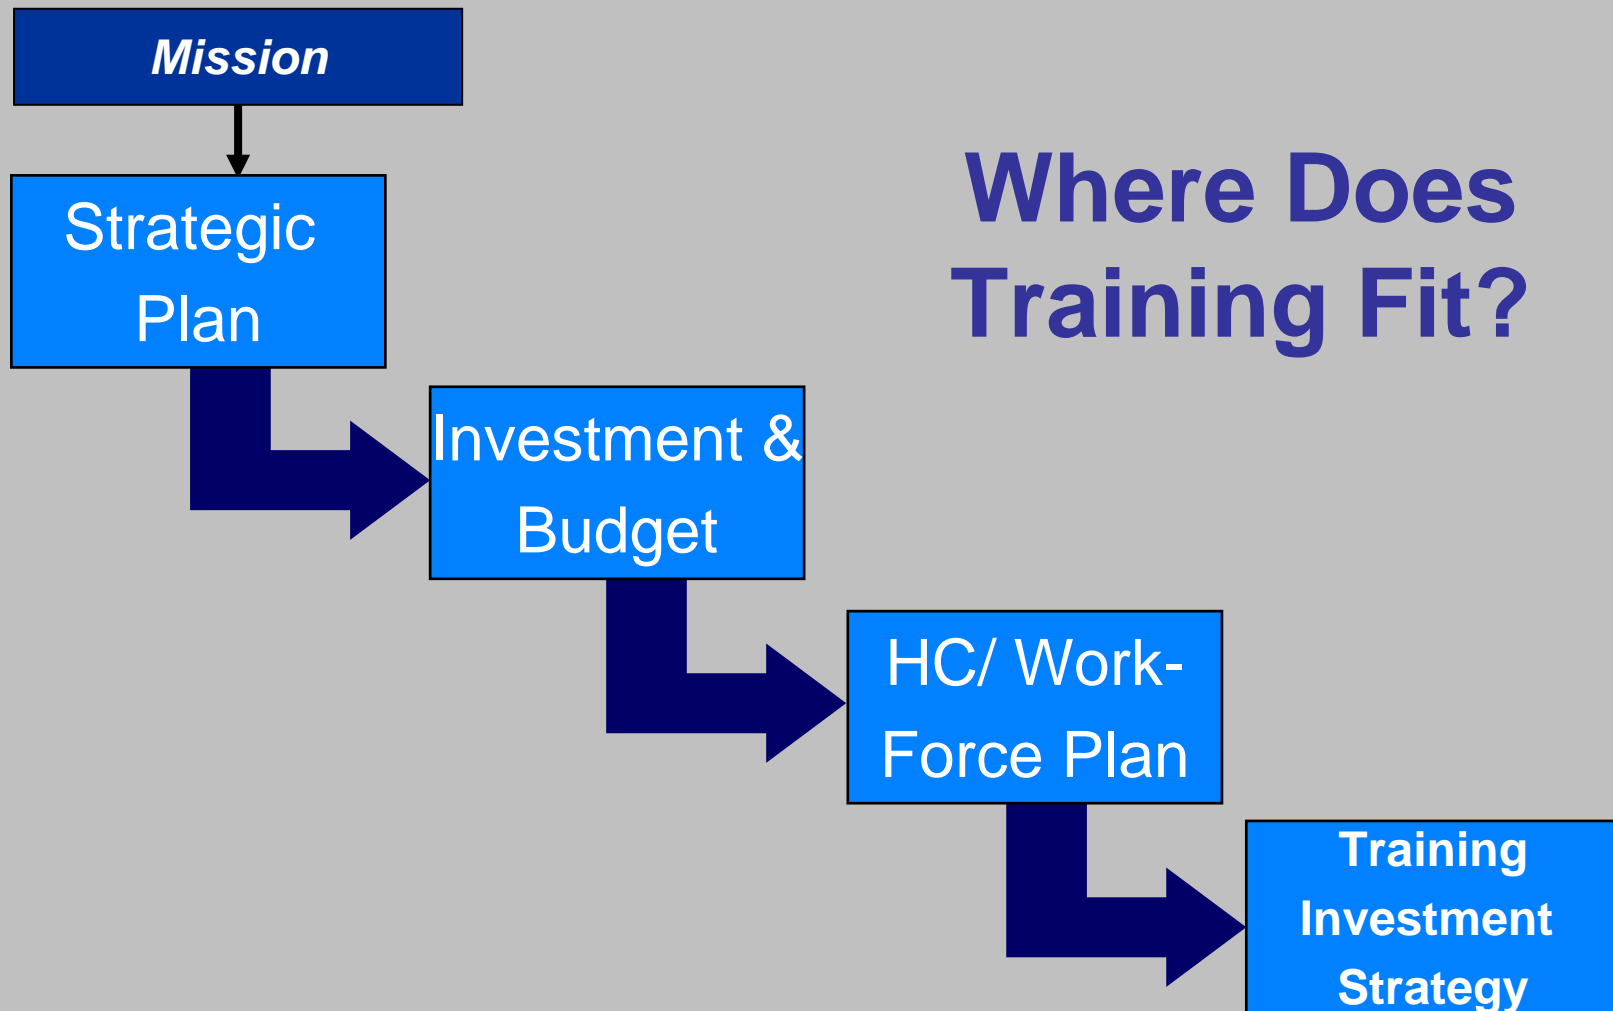 Mission
Where Does
Training Fit?
Strategic
Plan
Investment &
Budget
HC/ Work-
Force Plan
Training
Investment
Strategy